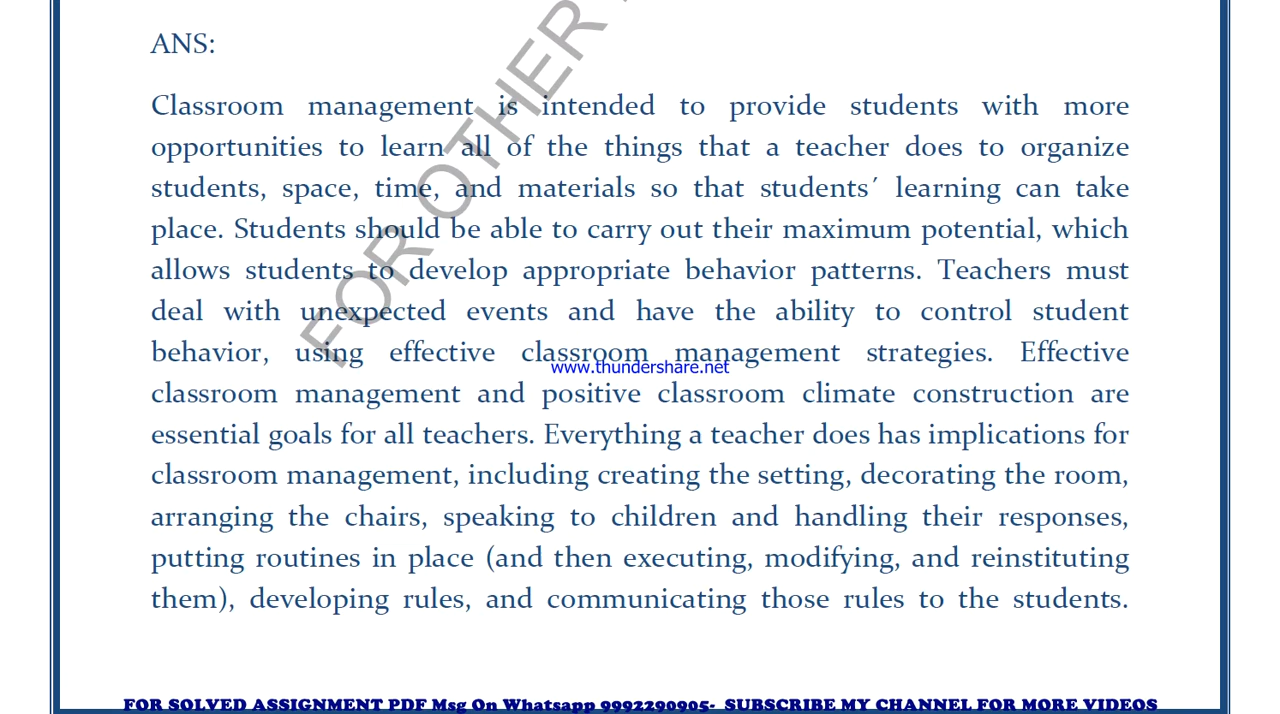 ANS:
Classroom management is intended to provide students with more
opportunities to learn all of the things that a teacher does to organize
students, space, time, and materials so that students´ learning can take
place. Students should be able to carry out their maximum potential, which
allows students to develop appropriate behavior patterns. Teachers must
deal with unexpected events and have the ability to control student
behavior, using effective classroom management strategies. Effective
www.thundershare.net
classroom management and positive classroom climate construction are
essential goals for all teachers. Everything a teacher does has implications for
classroom management, including creating the setting, decorating the room,
arranging the chairs, speaking to children and handling their responses,
putting routines in place (and then executing, modifying, and reinstituting
them), developing rules, and communicating those rules to the students.
FOR OTHER
FOR SOLVED ASSIGNMENT PDF Msg On Whatsapp 9992290905- SUBSCRIBE MY CHANNEL FOR MORE VIDEOS